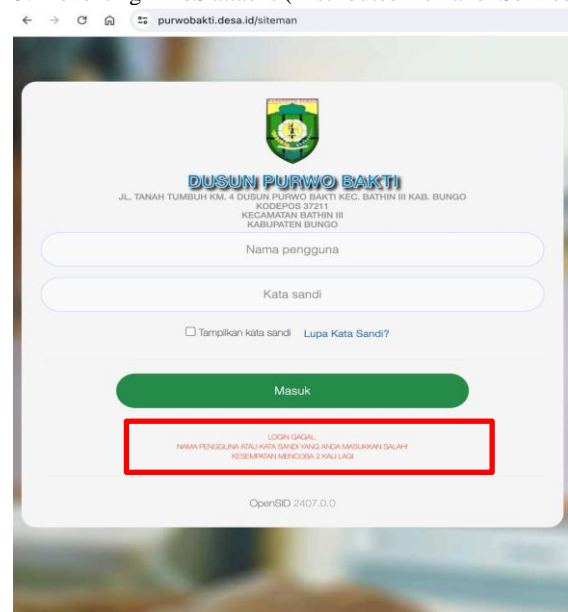 purwobakti.desa.id/siteman
DUSUN PURWO BAKTI
JL. TANAH TUMBUH KM. 4 DUSUN PURWO BAKTI KEC. BATHIN III KAB. BUNGO
KODEPOS 37211
KECAMATAN BATHIN III
KABUPATEN BUNGO
Nama pengguna
Kata sandi
Tampilkan kata sandi Lupa Kata Sandi?
Masuk
LOGIN GAGAL.
NAMA PENGGUNA ATAU KATA SANDI YANG ANDA MASUKKAN SALAH!
KESEMPATAN MENCOBA 2 KALI LAGI
OpenSID 2407.0.0